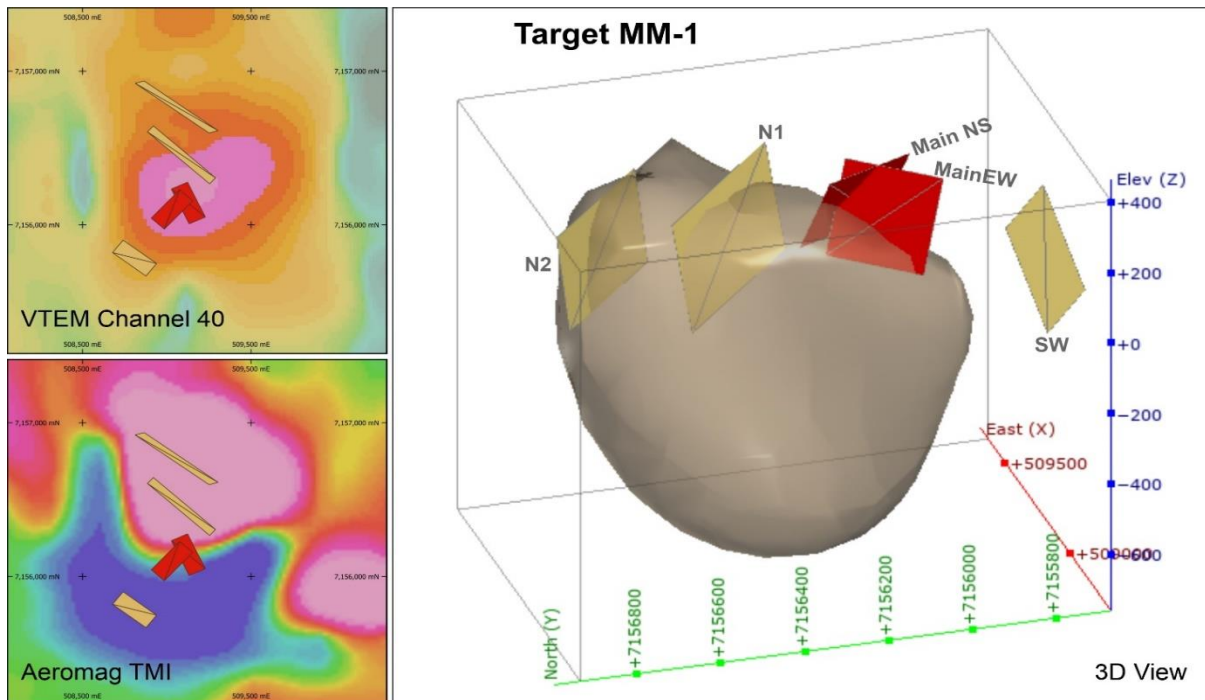 508,500 mE
509,500 mE
7,157,000 mN
7,157,000 mN
7,156,000 mN
7,156,000 mN
VTEM Channel 40
508,500 mE
509,500 mE
508,500 mE
509,500 mE
7,157,000 mN
7,157,000 mN
7,156,000 mN
7,156,000 mN
Aeromag TMI
508,500 mE
509,500 mE
Target MM-1
N1
Main NS
MainEW
N2
SW
Elev (Z)
+400
+200
+0
−200
−400
−600
East (X)
+509500
North (Y)
+7156800
+7156600
+7156400
+7156200
+7156000
+7155800
3D View